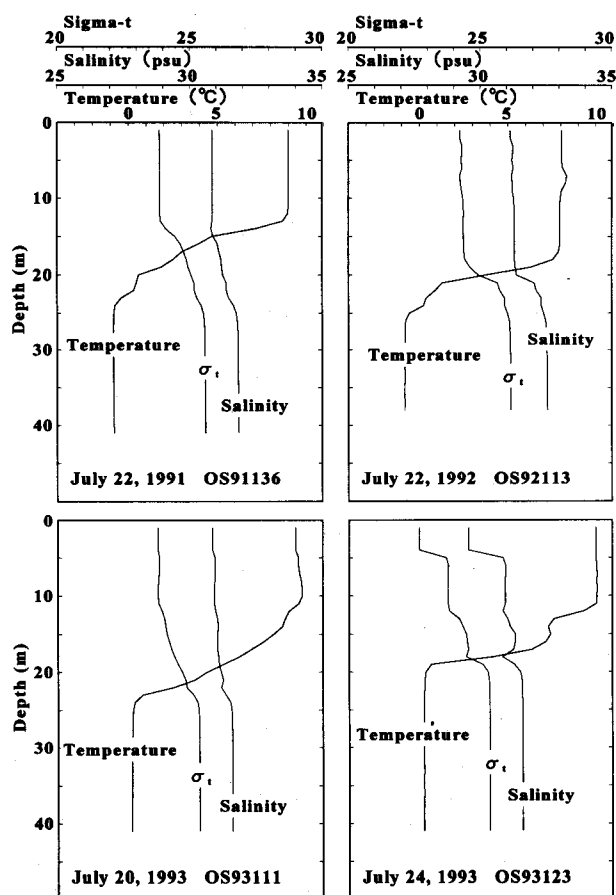 Sigma-t Sigma-t
20 25 30 20 25 30
Salinity (psu) Salinity (psu)
25 30 35 25 30 35
Temperature (℃) Temperature (℃)
0 5 10 0 5 10
0
10
20
30
40
Depth (m)
Temperature
σt
Salinity
July 22, 1991 OS91136
Temperature
Salinity
σt
July 22, 1992 OS92113
0
10
20
30
40
Depth (m)
Temperature
σt
Salinity
July 20, 1993 OS93111
Temperature
σt
Salinity
July 24, 1993 OS93123